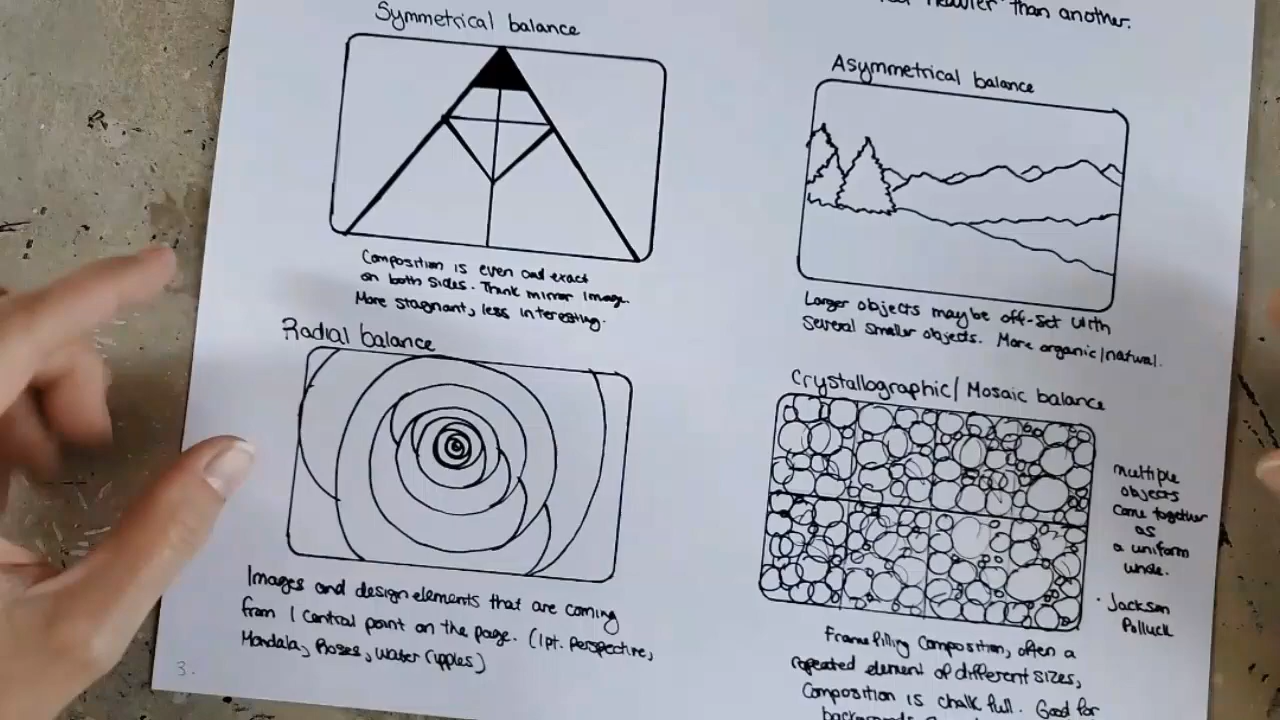 than another.
Symmetrical balance
Composition is even and exact
on both sides. Think mirror image.
More stagnant, less interesting.
Asymmetrical balance
Larger objects may be off-set with
several smaller objects. More organic/natural.
Radial balance
Images and design elements that are coming
from 1 central point on the page. (1pt. perspective,
Mandala, Roses, water ripples)
Crystallographic/Mosaic balance
multiple
objects
come together
as
a uniform
whole.
· Jackson
Pollack
Frame filling composition, often a
repeated element of different sizes,
Composition is chalk full. Good for
3.